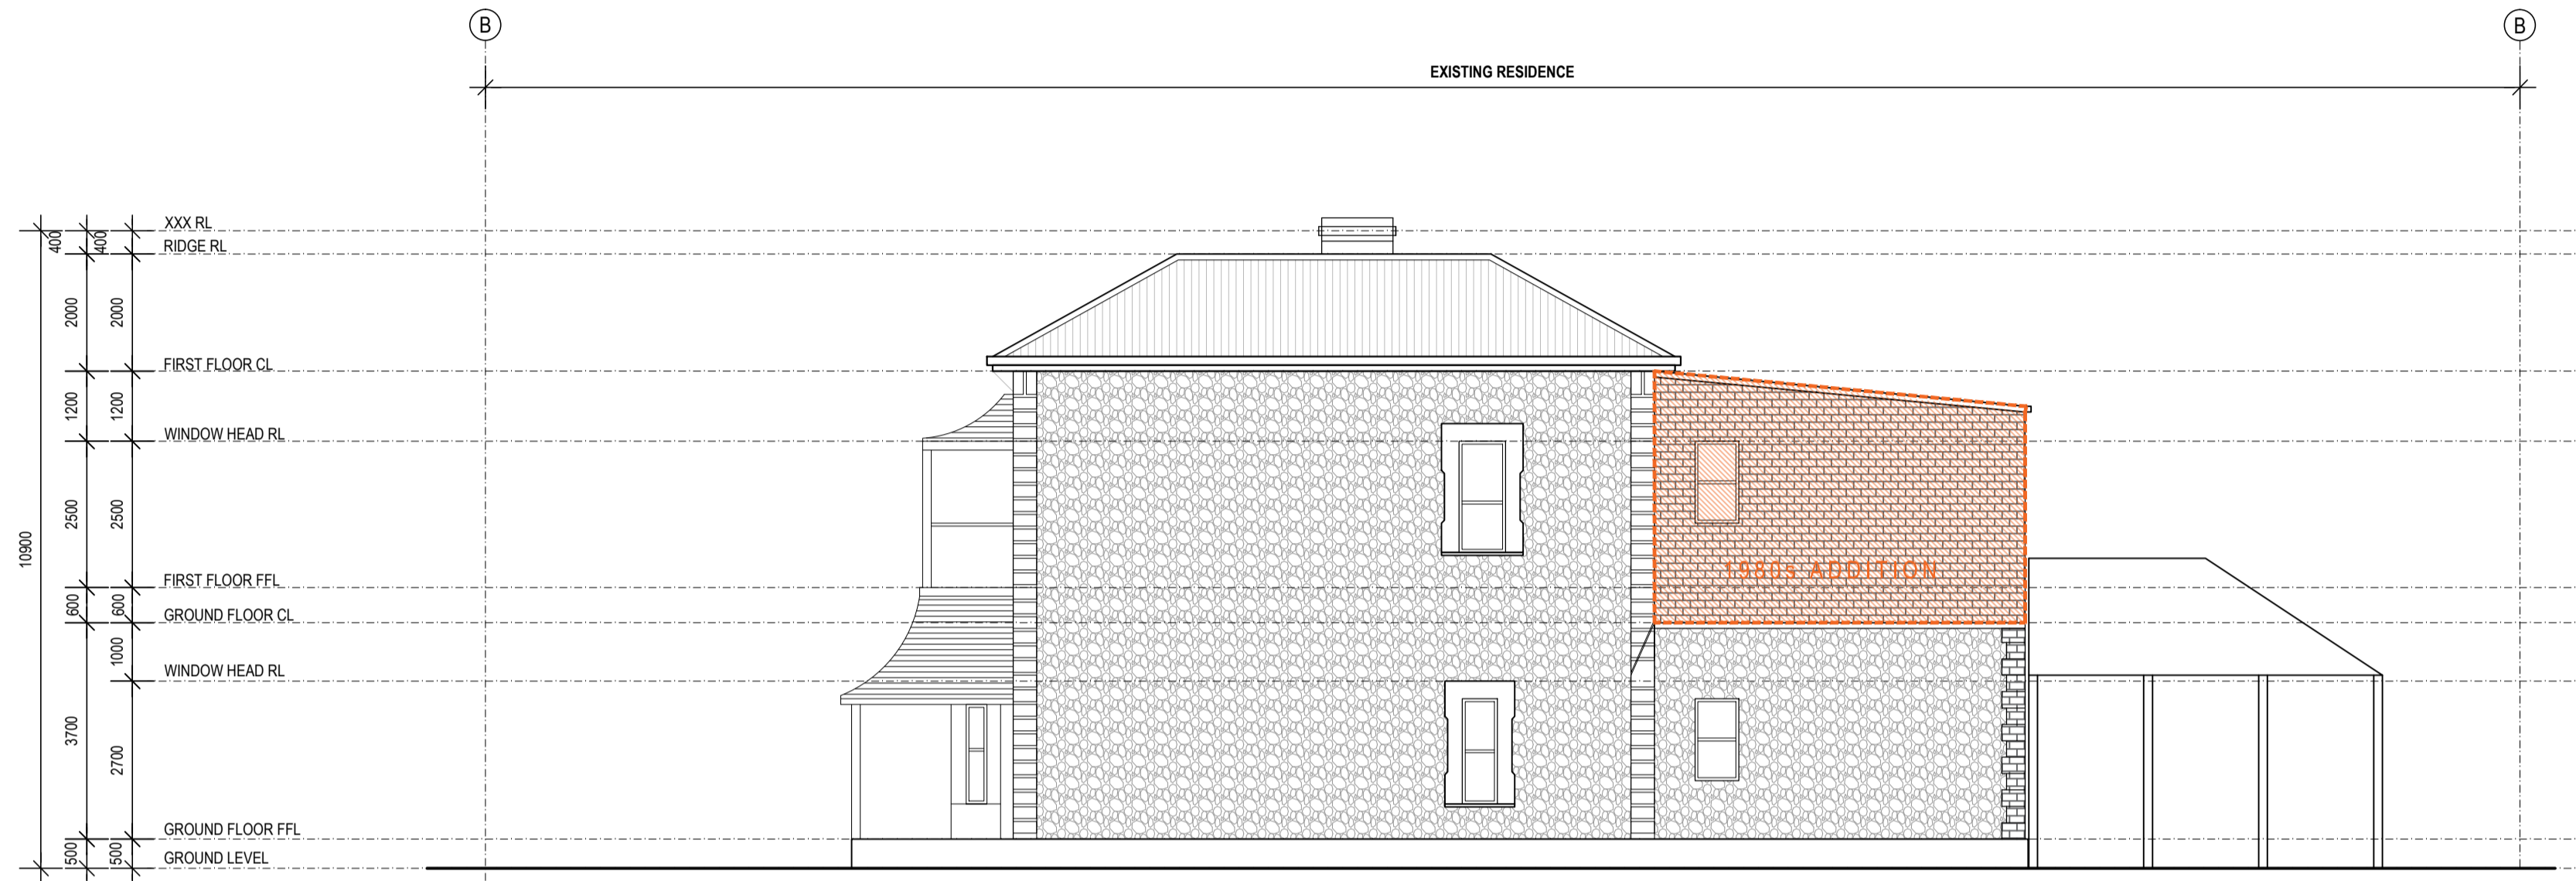 B
B
EXISTING RESIDENCE
XXX RL
400
400
RIDGE RL
2000
2000
FIRST FLOOR CL
1200
1200
WINDOW HEAD RL
2500
2500
10900
FIRST FLOOR FFL
600
600
GROUND FLOOR CL
1000
WINDOW HEAD RL
3700
2700
GROUND FLOOR FFL
500
500
GROUND LEVEL
1980s ADDITION